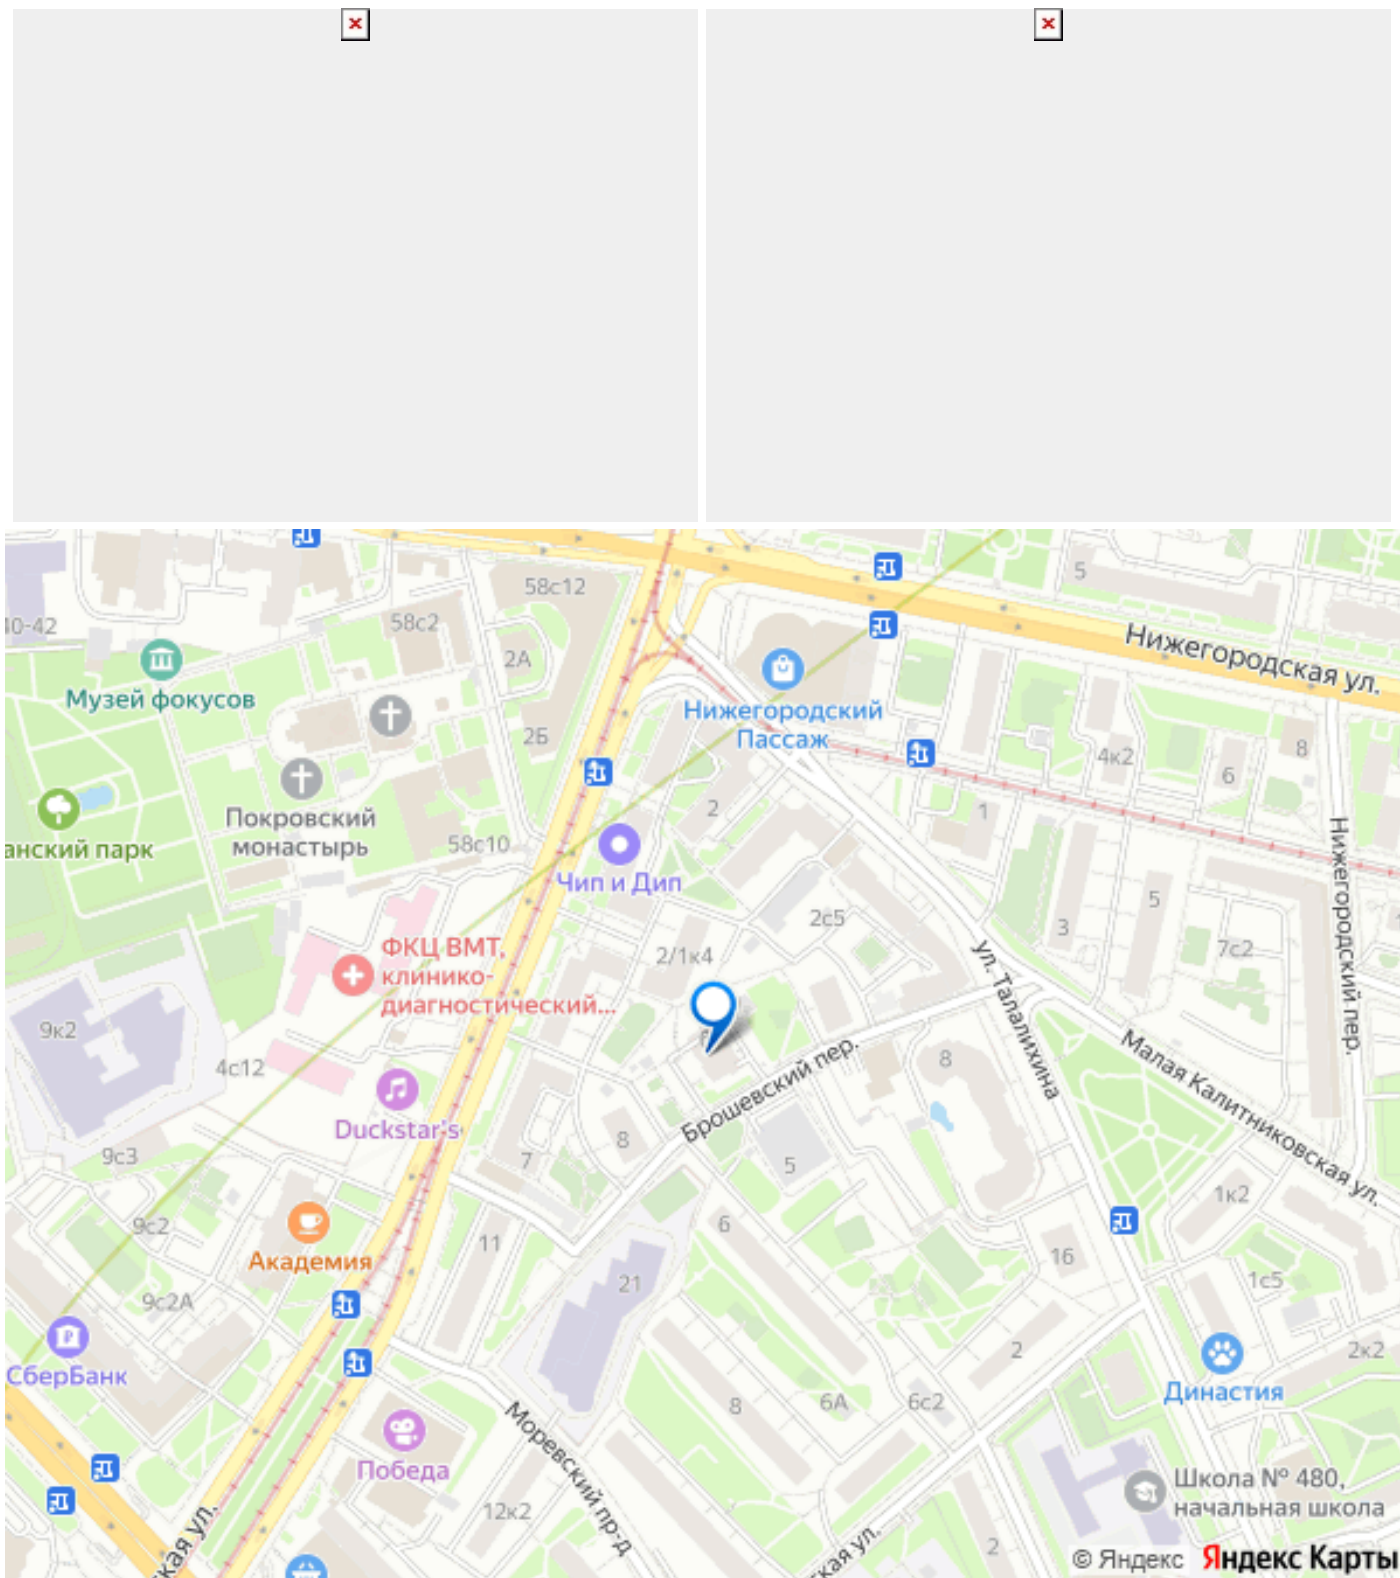 58с12
5
40-42
58с2
Нижегородская ул.
2А
Музей фокусов
Нижегородский
Пассаж
2Б
8
4к2
6
2
1
Покровский
монастырь
58с10
анский парк
Нижегородский пер.
Чип и Дип
5
2с5
3
7с2
ФКЦ ВМТ,
клинико-
диагностический...
2/1к4
ул. Талалихина
9к2
4с12
Брошевский пер.
8
Малая Калитниковская ул.
Duckstar's
8
9с3
7
5
1к2
9с2
6
Академия
11
16
21
1с5
9с2А
СберБанк
2
2к2
Династия
8
6А
6с2
Моревский пр-д
Победа
Школа № 480,
начальная школа
12к2
ская ул.
ская ул.
2
© Яндекс Яндекс Карты